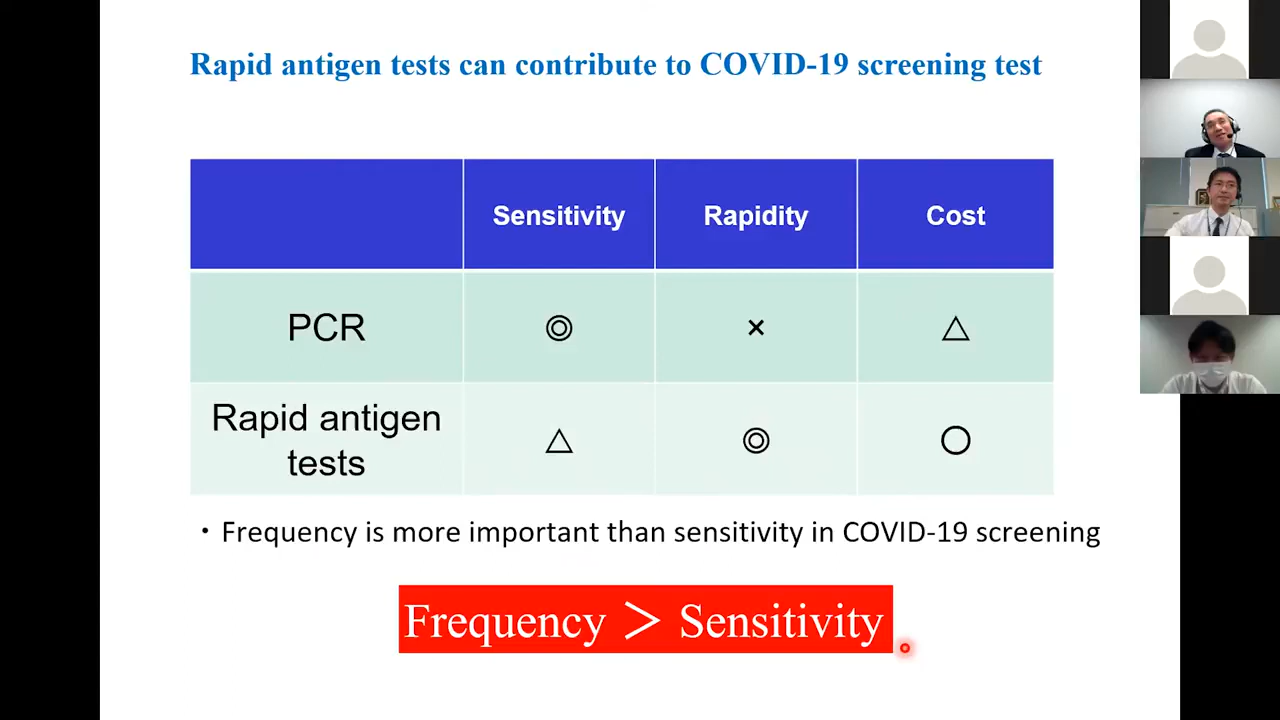 Rapid antigen tests can contribute to COVID-19 screening test
Sensitivity Rapidity Cost
PCR ◎ × △
Rapid antigen
tests △ ◎ ○
・Frequency is more important than sensitivity in COVID-19 screening
Frequency > Sensitivity